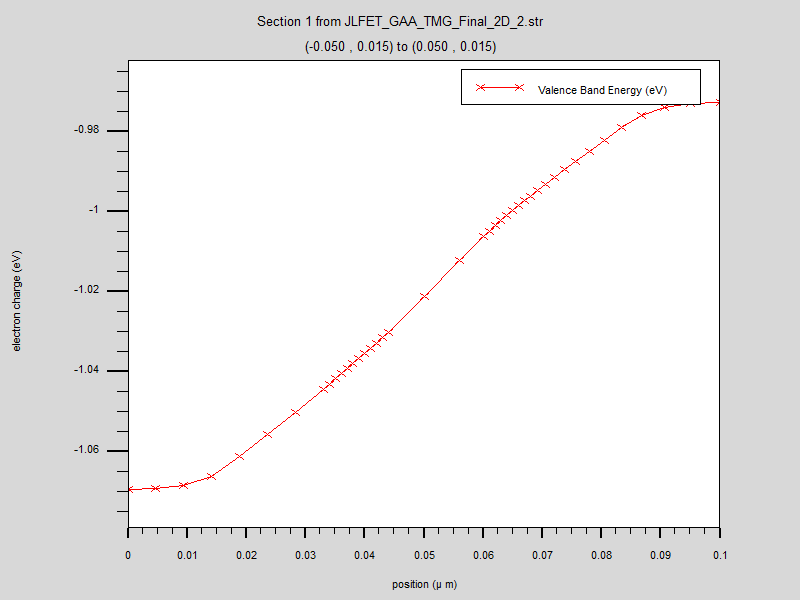 Section 1 from JLFET_GAA_TMG_Final_2D_2.str
(-0.050 , 0.015) to (0.050 , 0.015)
Valence Band Energy (eV)
-0.98
-1
-1.02
-1.04
-1.06
electron charge (eV)
0 0.01 0.02 0.03 0.04 0.05 0.06 0.07 0.08 0.09 0.1
position (µ m)